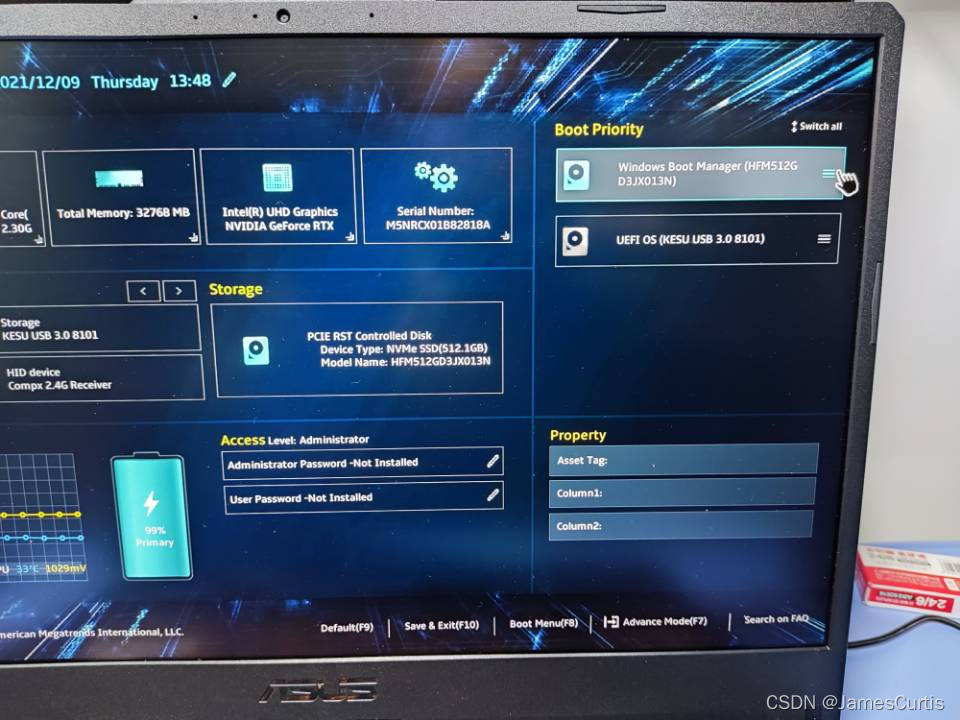 2021/12/09 Thursday 13:48
Core(
2.30G
Total Memory: 32768 MB
Intel(R) UHD Graphics
NVIDIA GeForce RTX
Serial Number:
M5NRCX01B82818A
Boot Priority
Switch all
Windows Boot Manager (HFM512G
D3JX013N)
UEFI OS (KESU USB 3.0 8101)
<
>
Storage
KESU USB 3.0 8101
HID device
Compx 2.4G Receiver
Storage
PCIE RST Controlled Disk
Device Type: NVMe SSD(512.1GB)
Model Name: HFM512GD3JX013N
Access Level: Administrator
Administrator Password -Not Installed
User Password -Not Installed
Property
Asset Tag:
Column1:
Column2:
99%
Primary
PU 33°C 1029mV
merican Megatrends International, LLC.
Default(F9)
Save & Exit(F10)
Boot Menu(F8)
Advance Mode(F7)
Search on FAQ
ASUS
24/6
CSDN @JamesCurtis